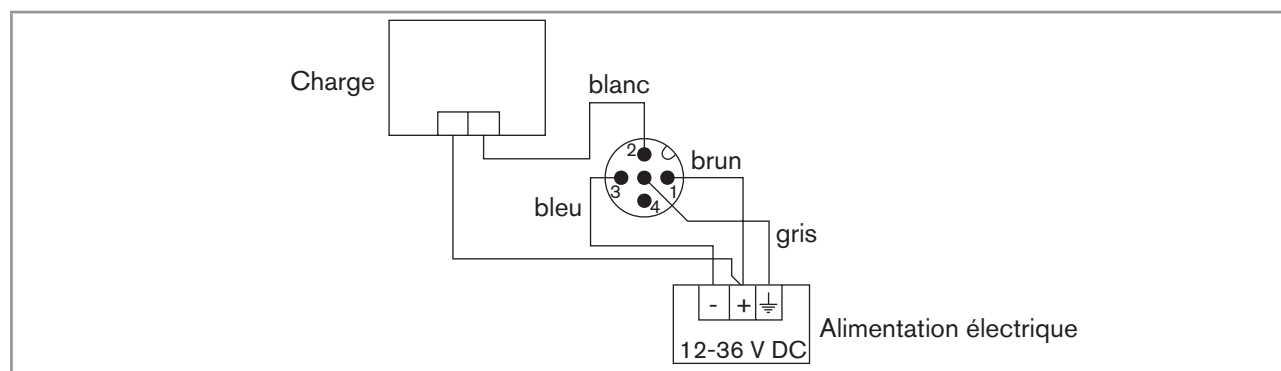 Charge
blanc
2
brun
3
1
bleu
4
gris
- +
Alimentation électrique
12-36 V DC